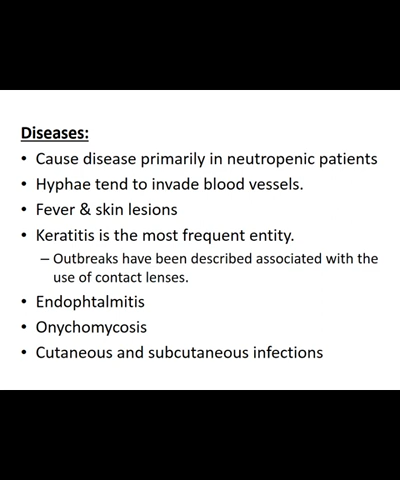 Diseases:
• Cause disease primarily in neutropenic patients
• Hyphae tend to invade blood vessels.
• Fever & skin lesions
• Keratitis is the most frequent entity.
– Outbreaks have been described associated with the
use of contact lenses.
• Endophtalmitis
• Onychomycosis
• Cutaneous and subcutaneous infections